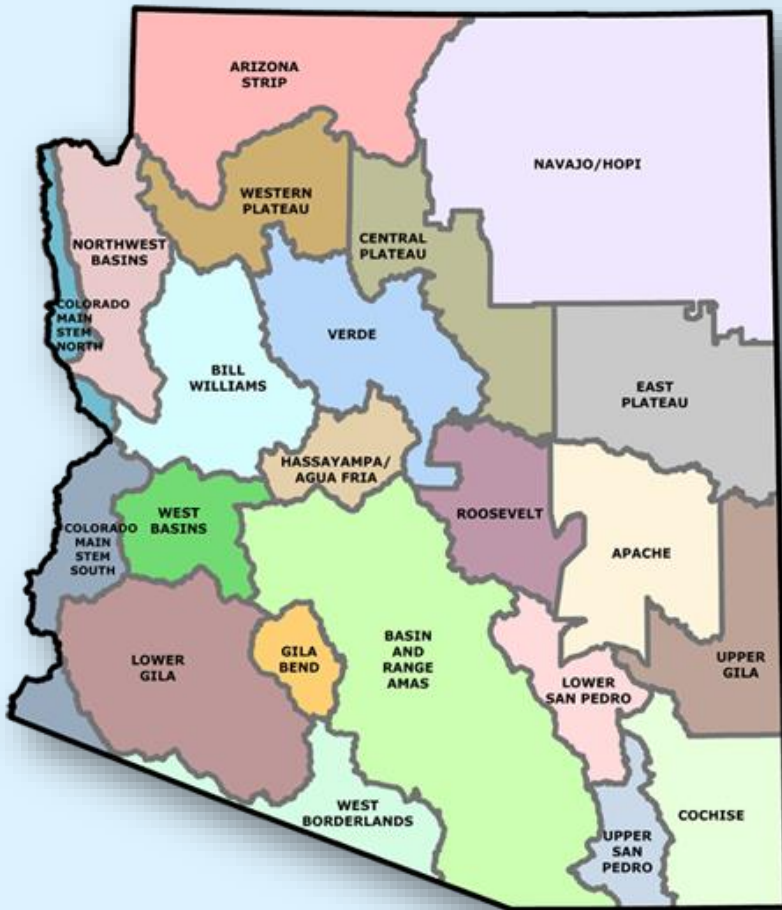 ARIZONA
STRIP
NAVAJO/HOPI
WESTERN
PLATEAU
CENTRAL
PLATEAU
NORTHWEST
BASINS
COLORADO
MAIN
STEM
NORTH
VERDE
BILL
WILLIAMS
EAST
PLATEAU
HASSAYAMPA/
AGUA FRIA
WEST
BASINS
ROOSEVELT
COLORADO
MAIN
STEM
SOUTH
APACHE
LOWER
GILA
GILA
BEND
BASIN
AND
RANGE
AMAS
UPPER
GILA
LOWER
SAN PEDRO
WEST
BORDERLANDS
COCHISE
UPPER
SAN
PEDRO